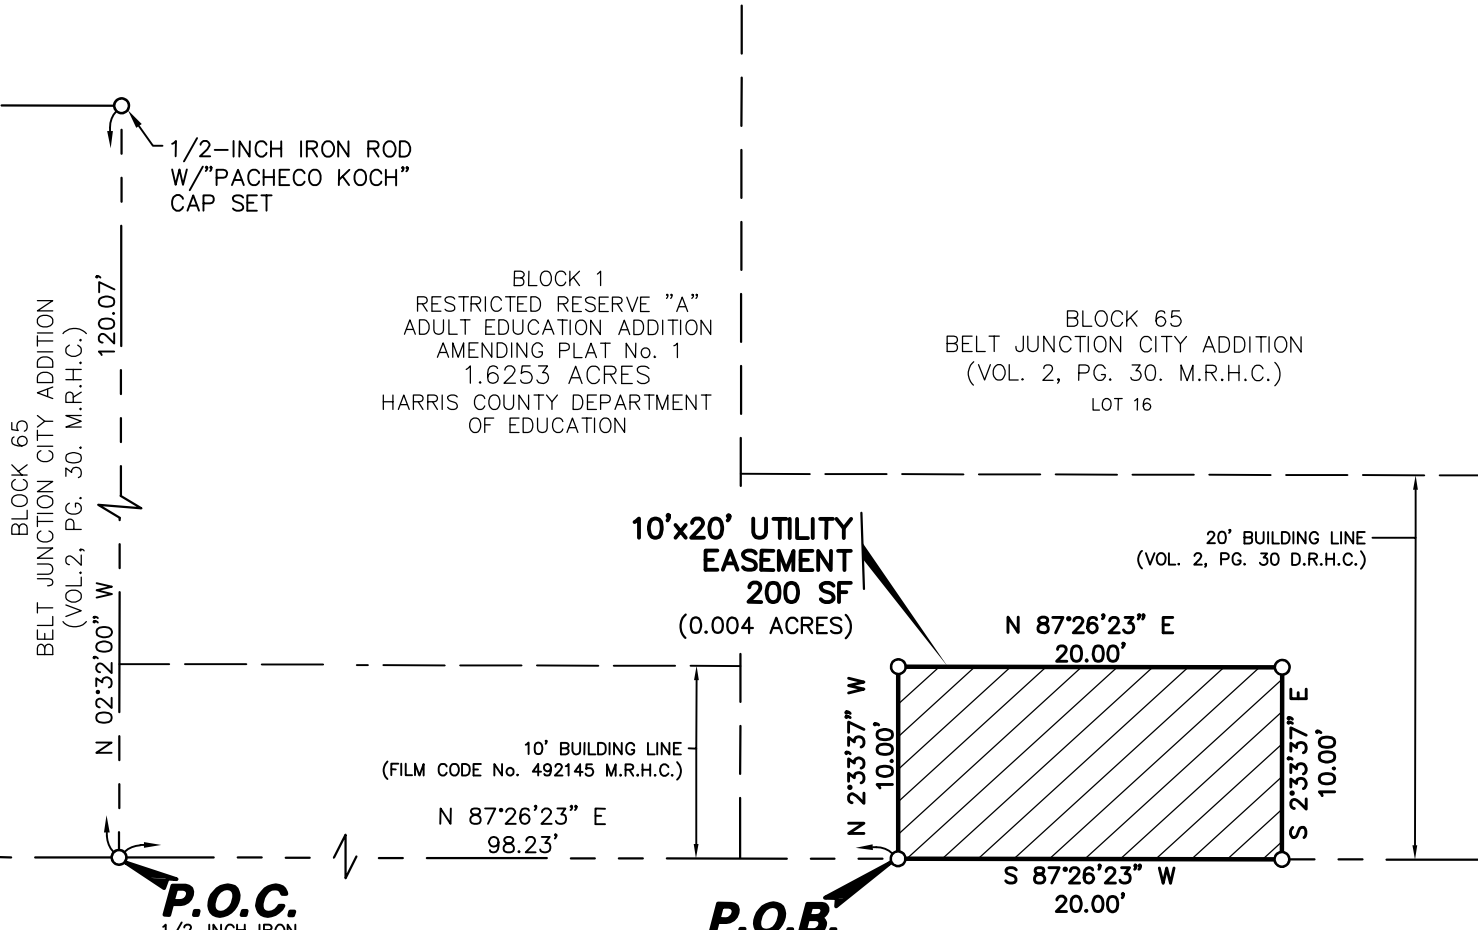 1/2-INCH IRON ROD
W/"PACHECO KOCH"
CAP SET
120.07'
N 02°32'00" W
BLOCK 65
BELT JUNCTION CITY ADDITION
(VOL.2, PG. 30. M.R.H.C.)
BLOCK 1
RESTRICTED RESERVE "A"
ADULT EDUCATION ADDITION
AMENDING PLAT No. 1
1.6253 ACRES
HARRIS COUNTY DEPARTMENT
OF EDUCATION
BLOCK 65
BELT JUNCTION CITY ADDITION
(VOL. 2, PG. 30. M.R.H.C.)
LOT 16
10'x20' UTILITY
EASEMENT
200 SF
(0.004 ACRES)
20' BUILDING LINE
(VOL. 2, PG. 30 D.R.H.C.)
N 87°26'23" E
20.00'
N 2°33'37" W
10.00'
S 2°33'37" E
10.00'
10' BUILDING LINE
(FILM CODE No. 492145 M.R.H.C.)
N 87°26'23" E
98.23'
S 87°26'23" W
20.00'
P.O.C.
1/2-INCH IRON
P.O.B.